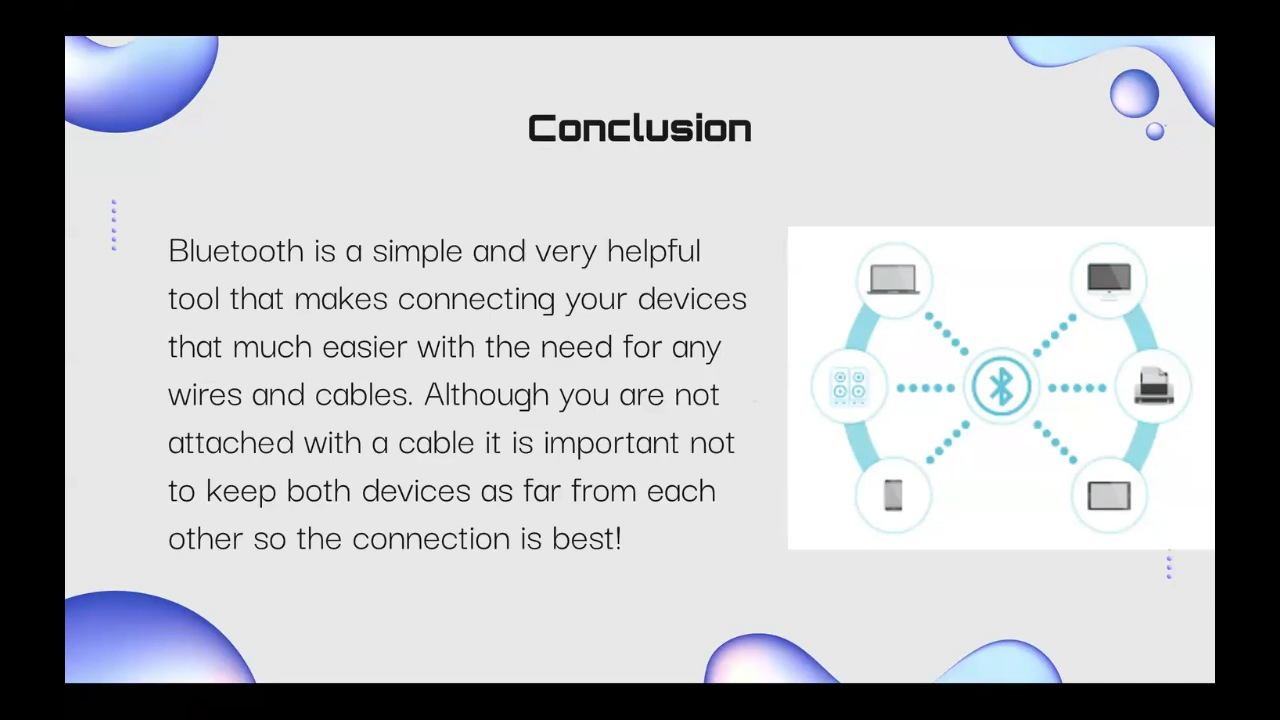 Conclusion
Bluetooth is a simple and very helpful
tool that makes connecting your devices
that much easier with the need for any
wires and cables. Although you are not
attached with a cable it is important not
to keep both devices as far from each
other so the connection is best!